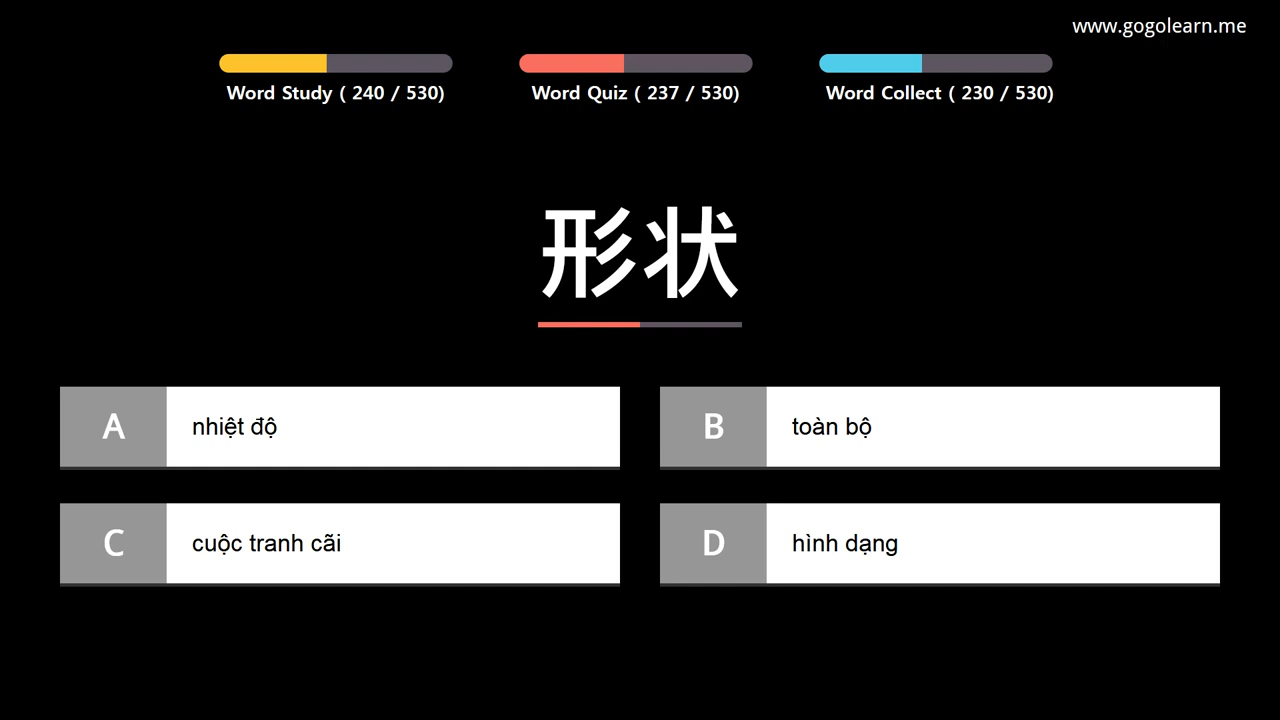 www.gogolearn.me
Word Study ( 240 / 530)
Word Quiz ( 237 / 530)
Word Collect ( 230 / 530)
形状
A nhiệt độ
B toàn bộ
C cuộc tranh cãi
D hình dạng